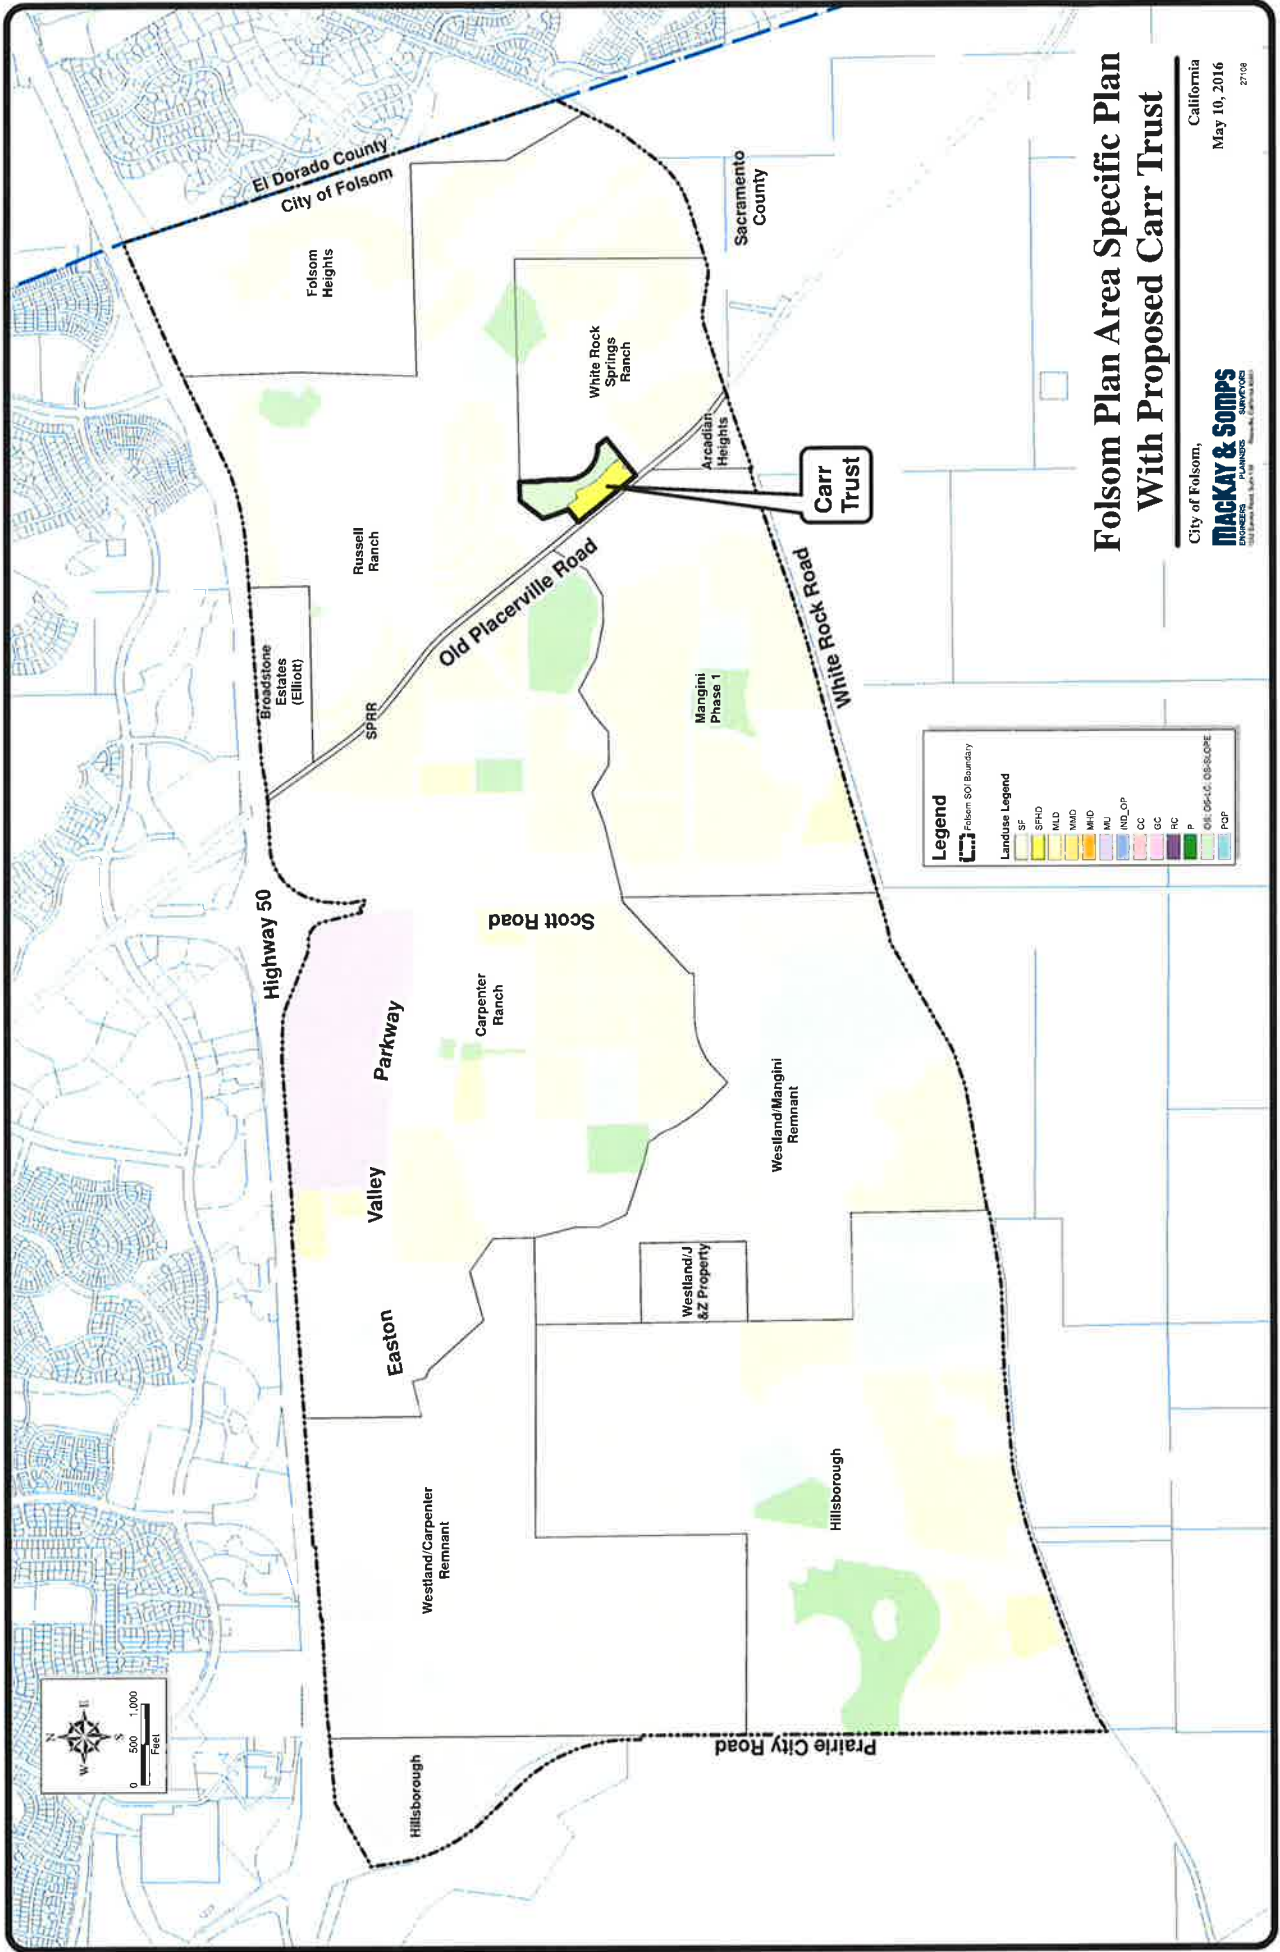 El Dorado County
City of Folsom
Folsom
Heights
Sacramento
County
White Rock
Springs
Ranch
Arcadian
Heights
Carr
Trust
Russell
Ranch
Old Placerville Road
Broadstone
Estates
(Elliott)
SPRR
Mangini
Phase 1
White Rock Road
Highway 50
Scott Road
Carpenter
Ranch
Easton Valley Parkway
Westland/Mangini
Remnant
Westland/J
&Z Property
Westland/Carpenter
Remnant
Hillsborough
Hillsborough
Prairie City Road
N
W
E
S
0 500 1,000
Feet
Legend
Folsom SOI Boundary
Landuse Legend
SF
SFHD
MLD
MMD
MHD
MU
IND_OP
CC
GC
RC
P
OS; OS-LC; OS-SLOPE
PQP
Folsom Plan Area Specific Plan
With Proposed Carr Trust
City of Folsom, California
May 10, 2016
MACKAY & SOMPS
ENGINEERS PLANNERS SURVEYORS
27108